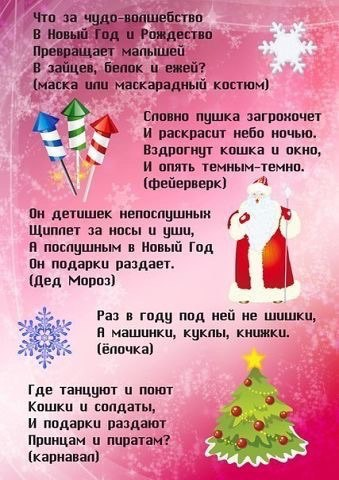 Что за чудо-волшебство
В Новый Год и Рождество
Превращает малышей
В зайцев, белок и ежей?
(маска или маскарадный костюм)
Словно пушка загрохочет
И раскрасит небо ночью.
Вздрогнут кошка и окно,
И опять темным-темно.
(фейерверк)
Он детишек непослушных
Щиплет за носы и уши,
А послушным в Новый Год
Он подарки раздает.
(Дед Мороз)
Раз в году под ней не шишки,
А машинки, куклы, книжки.
(ёлочка)
Где танцуют и поют
Кошки и солдаты,
И подарки раздают
Принцам и пиратам?
(карнавал)